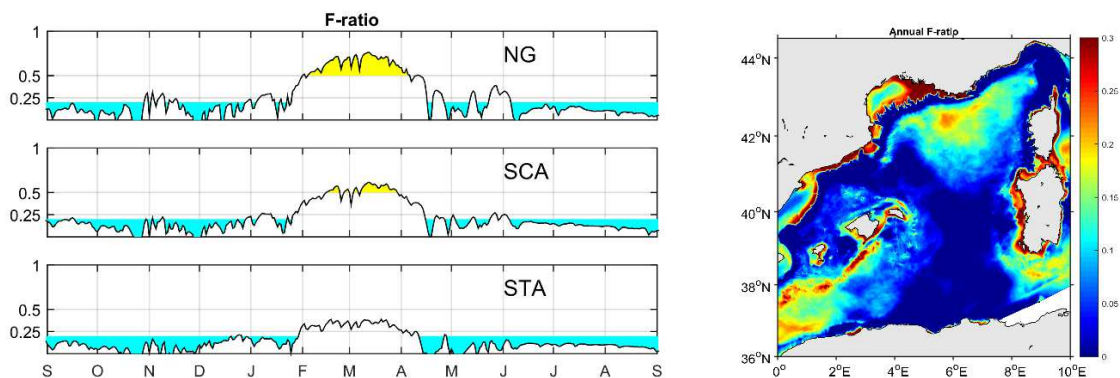 F-ratio
1
0.5
0.25
NG
1
0.5
0.25
SCA
1
0.5
0.25
STA
S O N D J F M A M J J A S
Annual F-ratio
44°N
42°N
40°N
38°N
36°N
0° 2°E 4°E 6°E 8°E 10°E
0.3
0.25
0.2
0.15
0.1
0.05
0